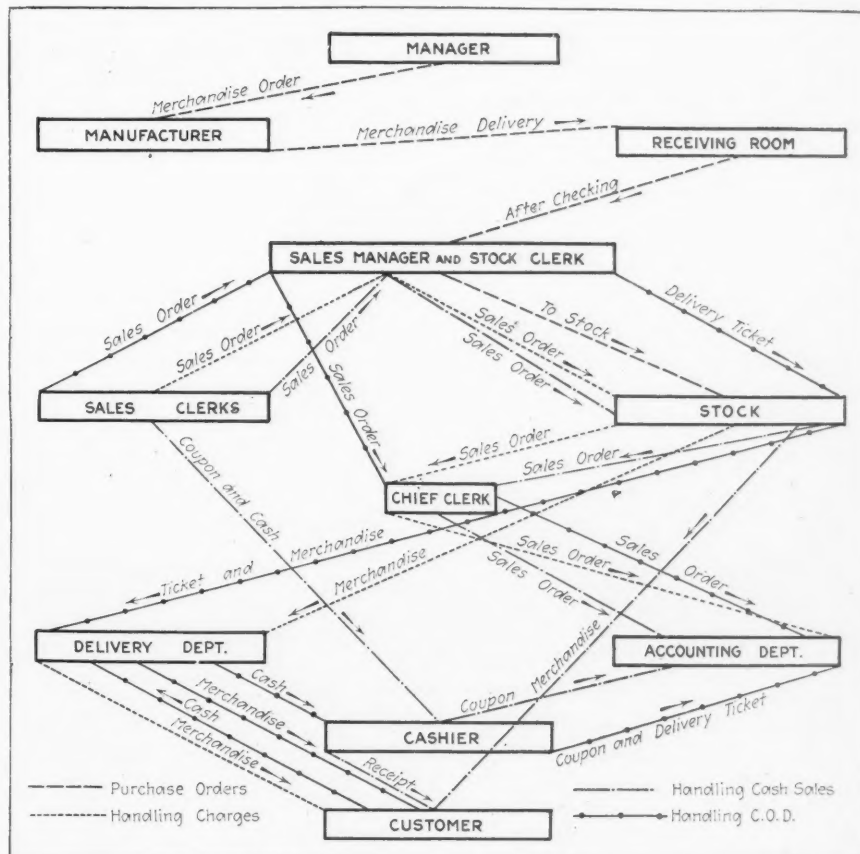 MANAGER
Merchandise Order
MANUFACTURER
Merchandise Delivery
RECEIVING ROOM
After Checking
SALES MANAGER AND STOCK CLERK
Sales Order
Sales Order
Sales Order
Sales Order
Sales Order
Sales Order
To Stock
Delivery Ticket
SALES CLERKS
STOCK
Coupon and Cash
Sales Order
Sales Order
CHIEF CLERK
Ticket and Merchandise
Merchandise
Sales Order
Sales Order
Sales Order
Merchandise
DELIVERY DEPT.
ACCOUNTING DEPT.
Cash
Merchandise
Cash
Merchandise
Receipt
Coupon
CASHIER
Coupon and Delivery Ticket
Purchase Orders
Handling Charges
CUSTOMER
Handling Cash Sales
Handling C.O.D.